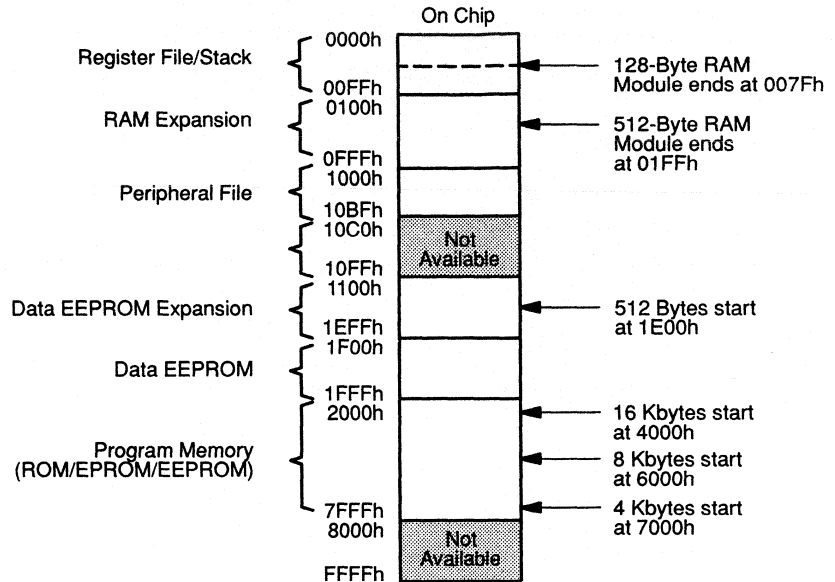 On Chip
Register File/Stack
0000h
00FFh
128-Byte RAM
Module ends at 007Fh
RAM Expansion
0100h
0FFFh
512-Byte RAM
Module ends
at 01FFh
Peripheral File
1000h
10BFh
10C0h
10FFh
Not
Available
Data EEPROM Expansion
1100h
1EFFh
512 Bytes start
at 1E00h
Data EEPROM
1F00h
1FFFh
Program Memory
(ROM/EPROM/EEPROM)
2000h
7FFFh
16 Kbytes start
at 4000h
8 Kbytes start
at 6000h
4 Kbytes start
at 7000h
8000h
FFFFh
Not
Available